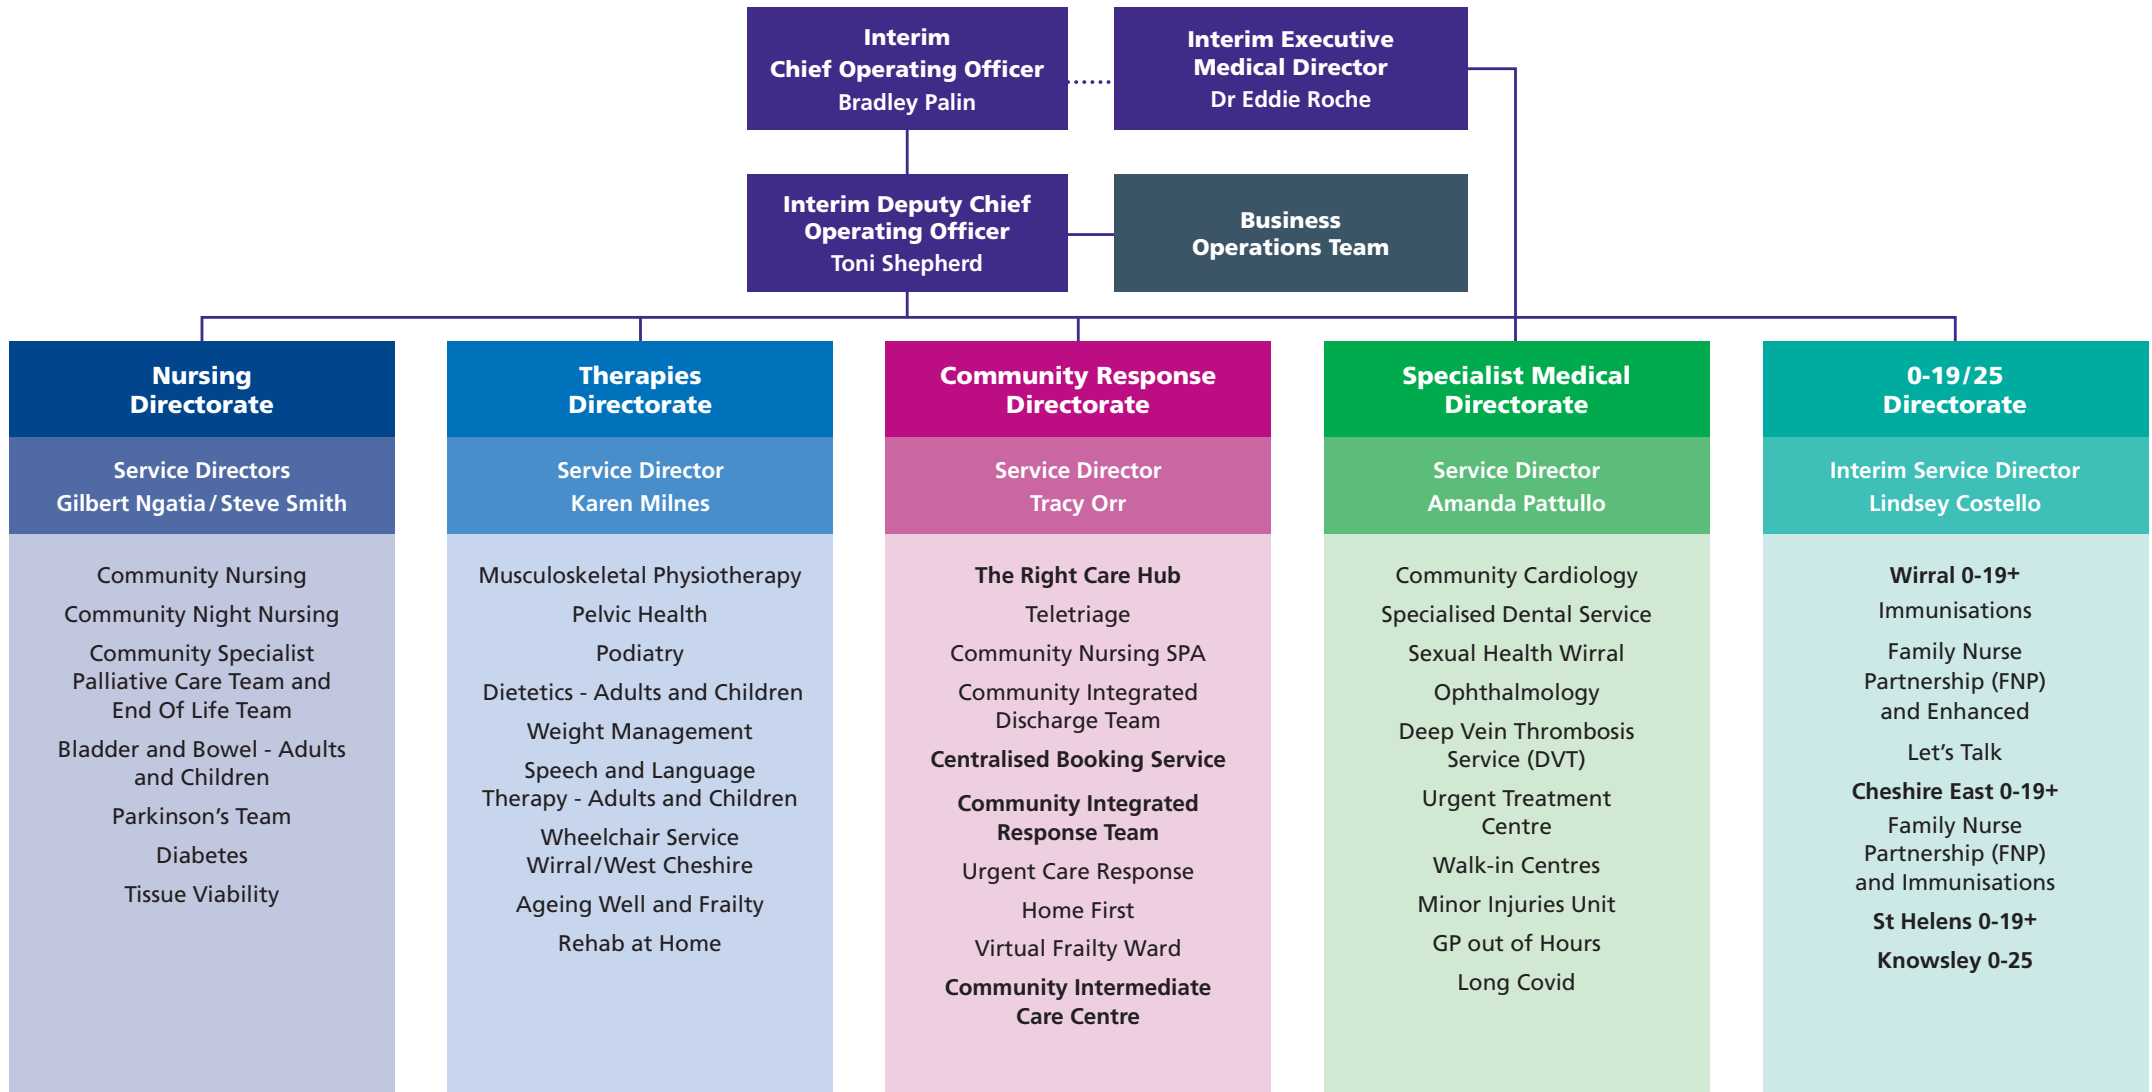 Interim
Chief Operating Officer
Bradley Palin
Interim Executive
Medical Director
Dr Eddie Roche
Interim Deputy Chief
Operating Officer
Toni Shepherd
Business
Operations Team
Nursing
Directorate
Service Directors
Gilbert Ngatia/Steve Smith
Community Nursing
Community Night Nursing
Community Specialist
Palliative Care Team and
End Of Life Team
Bladder and Bowel - Adults
and Children
Parkinson's Team
Diabetes
Tissue Viability
Therapies
Directorate
Service Director
Karen Milnes
Musculoskeletal Physiotherapy
Pelvic Health
Podiatry
Dietetics - Adults and Children
Weight Management
Speech and Language
Therapy - Adults and Children
Wheelchair Service
Wirral/West Cheshire
Ageing Well and Frailty
Rehab at Home
Community Response
Directorate
Service Director
Tracy Orr
The Right Care Hub
Teletriage
Community Nursing SPA
Community Integrated
Discharge Team
Centralised Booking Service
Community Integrated
Response Team
Urgent Care Response
Home First
Virtual Frailty Ward
Community Intermediate
Care Centre
Specialist Medical
Directorate
Service Director
Amanda Pattullo
Community Cardiology
Specialised Dental Service
Sexual Health Wirral
Ophthalmology
Deep Vein Thrombosis
Service (DVT)
Urgent Treatment
Centre
Walk-in Centres
Minor Injuries Unit
GP out of Hours
Long Covid
0-19/25
Directorate
Interim Service Director
Lindsey Costello
Wirral 0-19+
Immunisations
Family Nurse
Partnership (FNP)
and Enhanced
Let's Talk
Cheshire East 0-19+
Family Nurse
Partnership (FNP)
and Immunisations
St Helens 0-19+
Knowsley 0-25